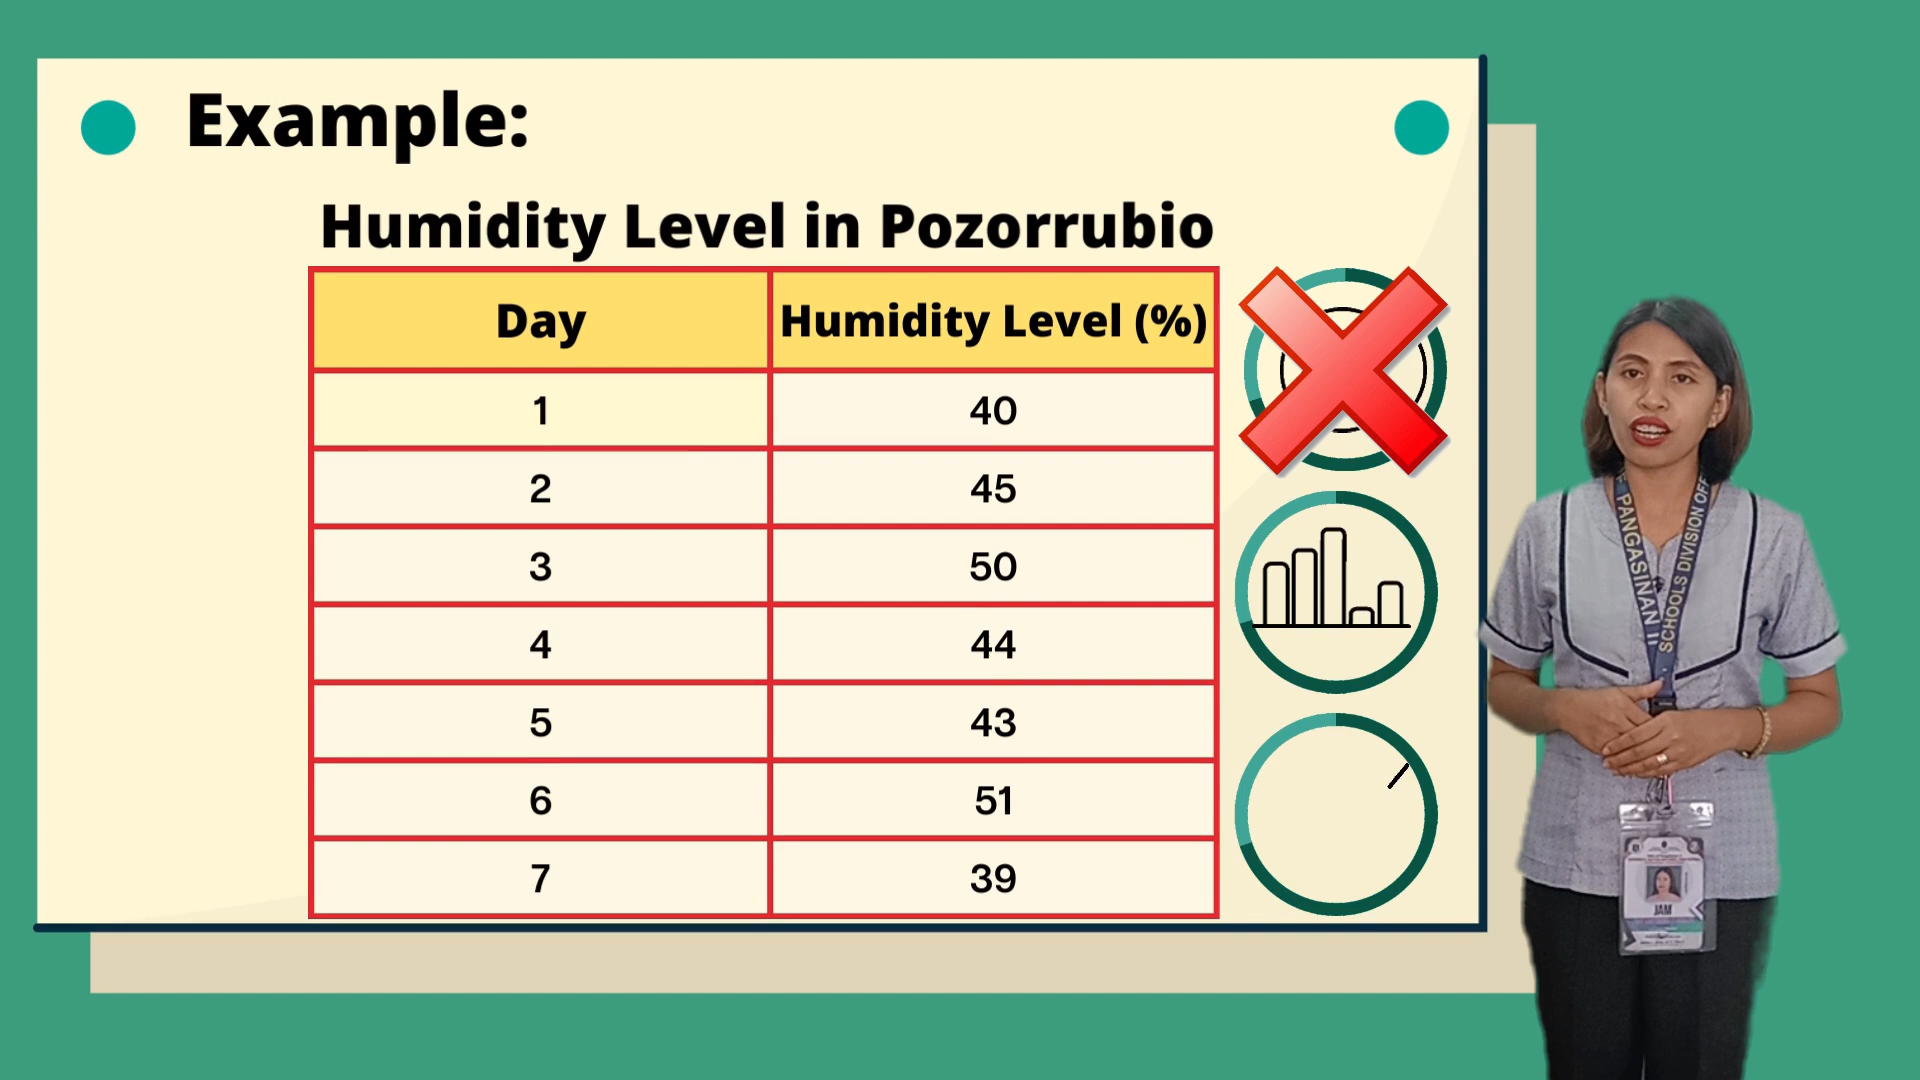 Example:
Humidity Level in Pozorrubio
Day Humidity Level (%)
1 40
2 45
3 50
4 44
5 43
6 51
7 39
PANGASINAN II
SCHOOLS DIVISION OFF
JAM